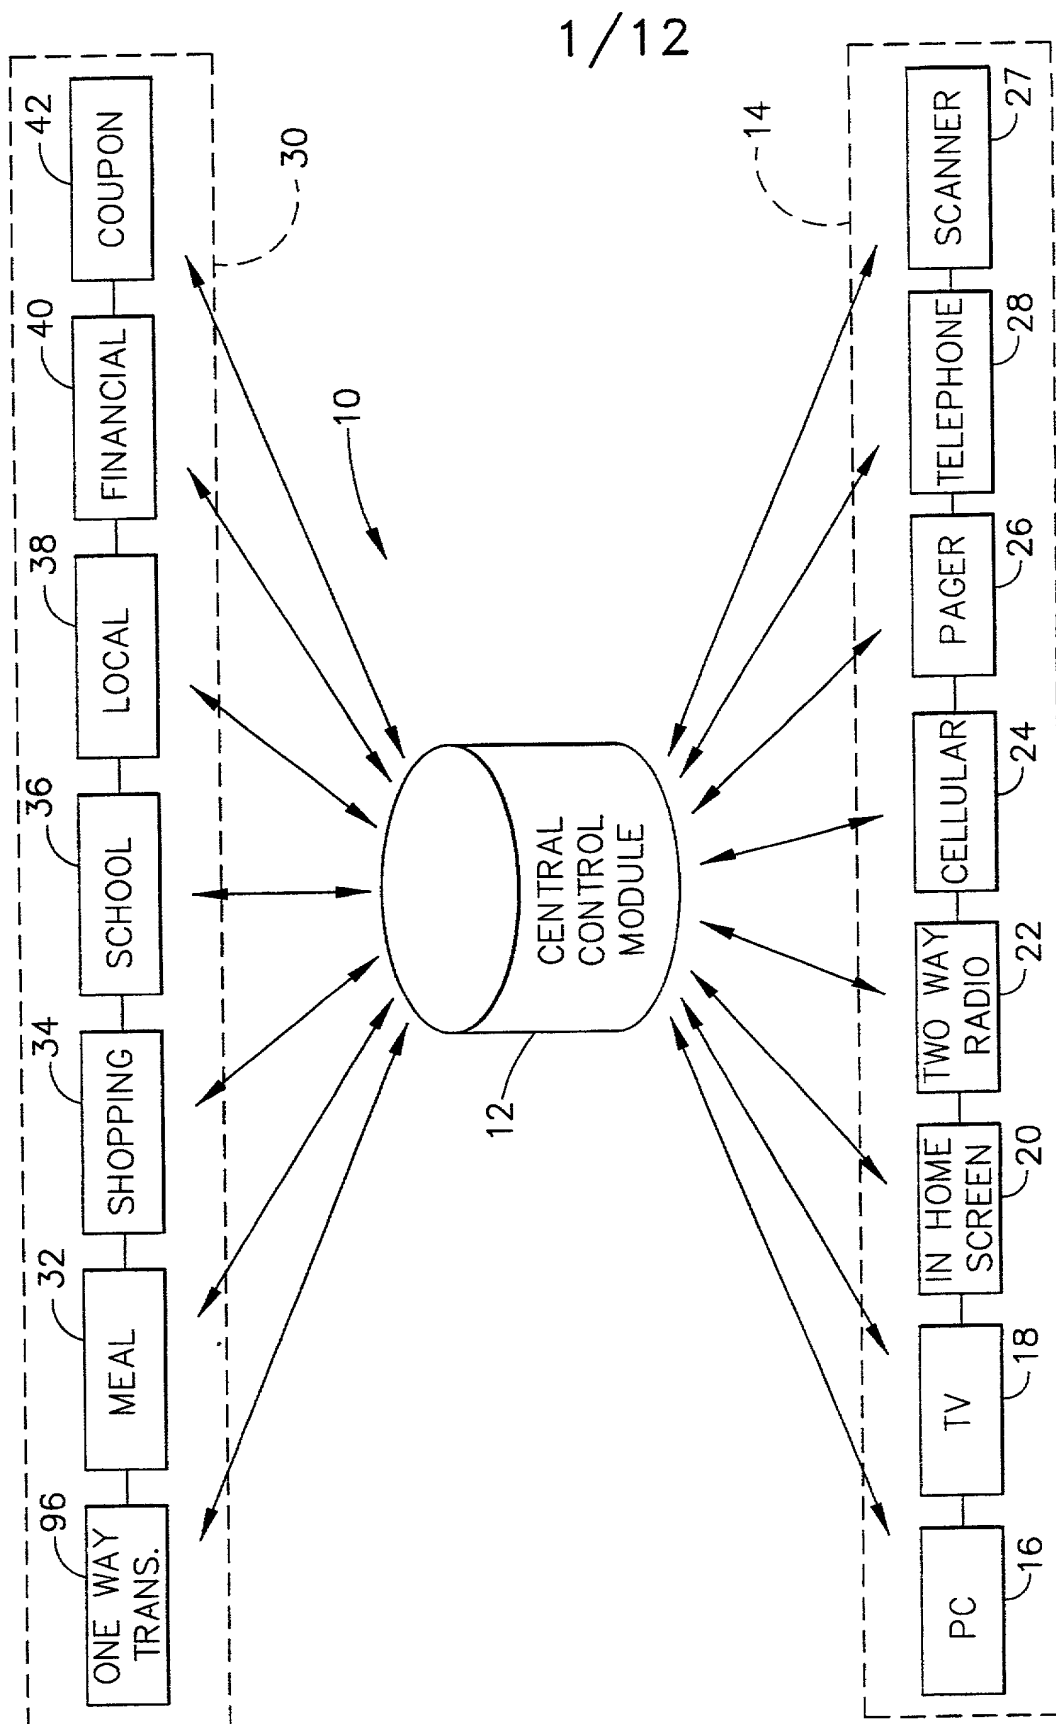 1/12
96
ONE WAY
TRANS.
32
MEAL
34
SHOPPING
36
SCHOOL
38
LOCAL
40
FINANCIAL
42
COUPON
30
10
CENTRAL
CONTROL
MODULE
12
14
PC
16
TV
18
IN HOME
SCREEN
20
TWO WAY
RADIO
22
CELLULAR
24
PAGER
26
TELEPHONE
28
SCANNER
27